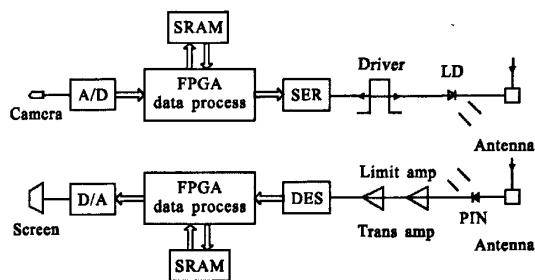 SRAM
Camera
A/D
FPGA
data process
SER
Driver
LD
Antenna
Screen
D/A
FPGA
data process
DES
Limit amp
Trans amp
PIN
Antenna
SRAM